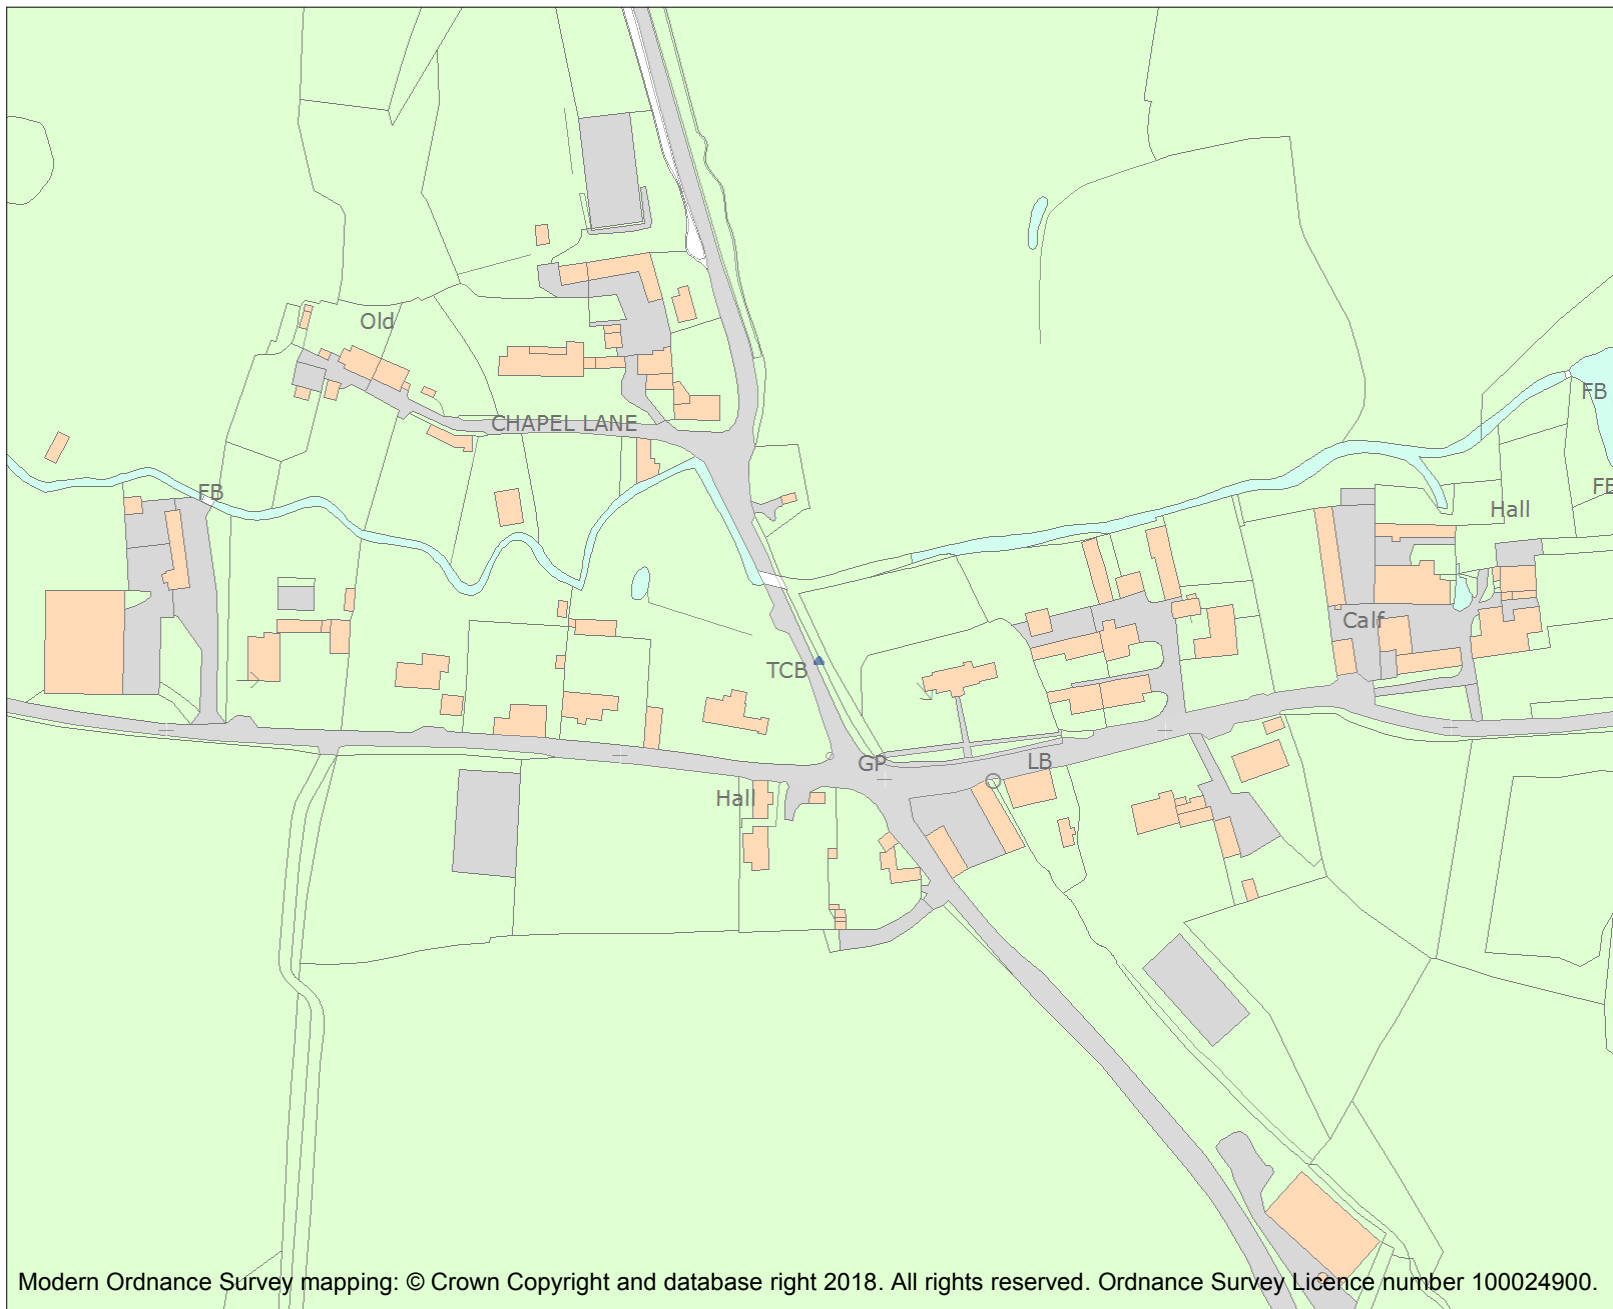 Old
FB
CHAPEL LANE
FB
FB
Hall
Calf
TCB
GP
LB
Hall
Modern Ordnance Survey mapping: © Crown Copyright and database right 2018. All rights reserved. Ordnance Survey Licence number 100024900.